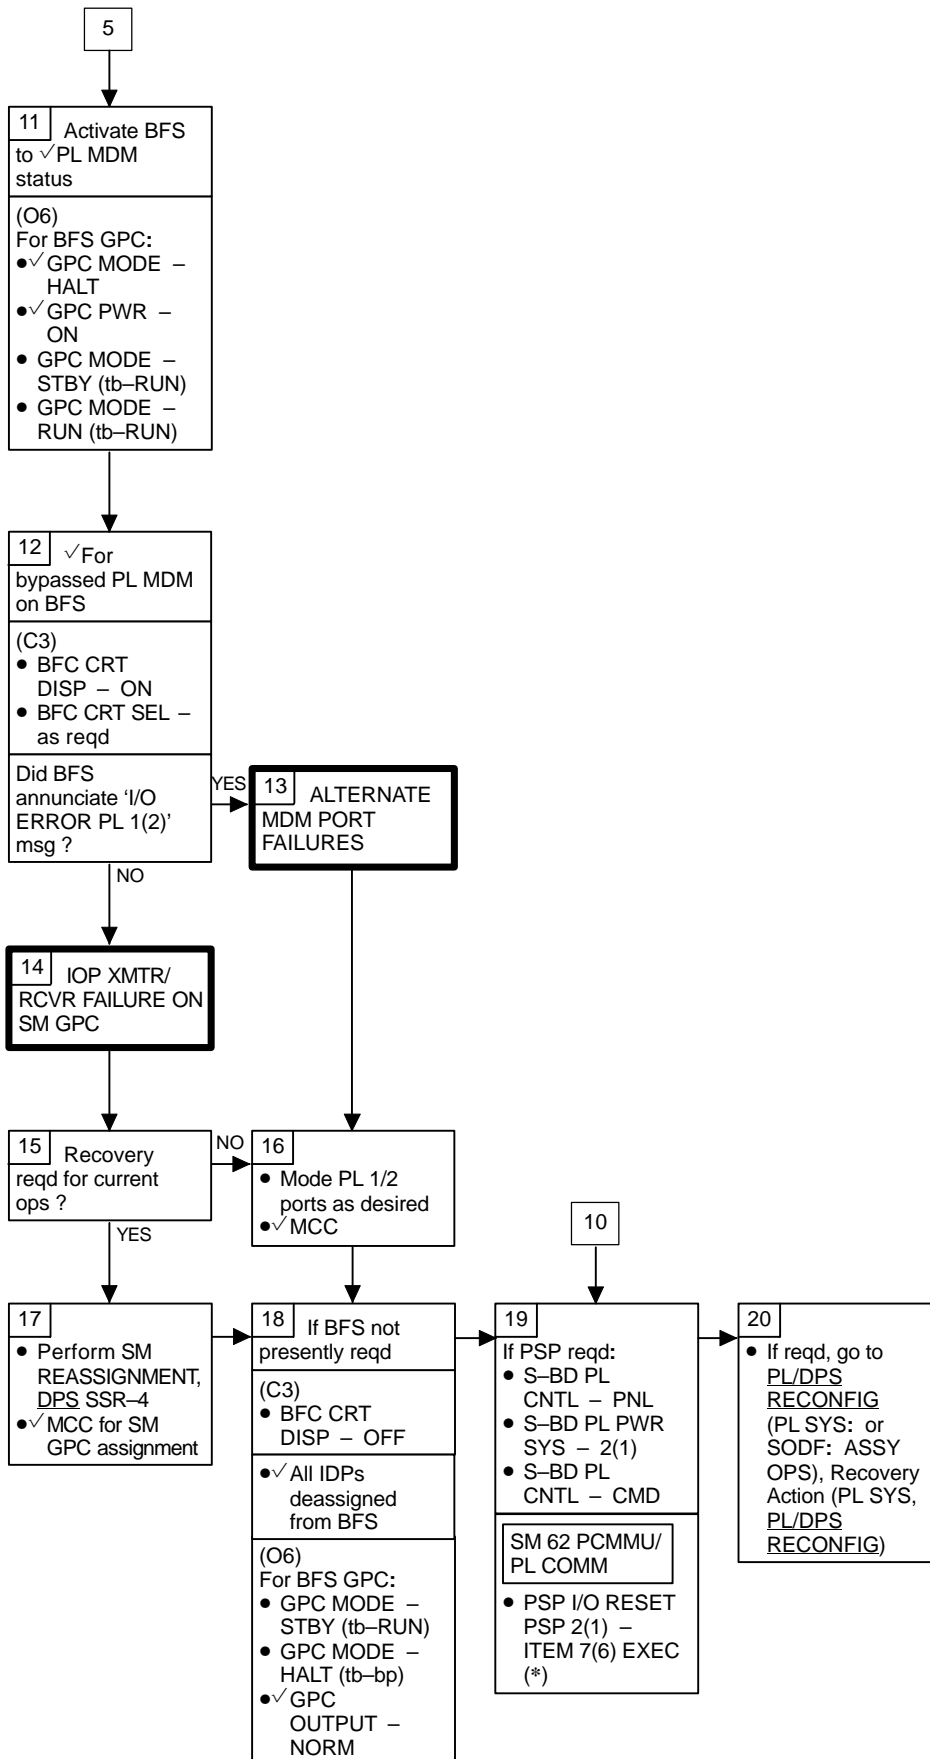 5
11 Activate BFS
to √PL MDM
status
(O6)
For BFS GPC:
●√GPC MODE –
HALT
●√GPC PWR –
ON
● GPC MODE –
STBY (tb–RUN)
● GPC MODE –
RUN (tb–RUN)
12 √For
bypassed PL MDM
on BFS
(C3)
● BFC CRT
DISP – ON
● BFC CRT SEL –
as reqd
Did BFS
annunciate ‘I/O
ERROR PL 1(2)’
msg ?
YES
NO
13 ALTERNATE
MDM PORT
FAILURES
14 IOP XMTR/
RCVR FAILURE ON
SM GPC
15 Recovery
reqd for current
ops ?
NO
YES
16
● Mode PL 1/2
ports as desired
●√MCC
17
● Perform SM
REASSIGNMENT,
DPS SSR–4
●√MCC for SM
GPC assignment
18 If BFS not
presently reqd
(C3)
● BFC CRT
DISP – OFF
●√All IDPs
deassigned
from BFS
(O6)
For BFS GPC:
● GPC MODE –
STBY (tb–RUN)
● GPC MODE –
HALT (tb–bp)
●√GPC
OUTPUT –
NORM
10
19
If PSP reqd:
● S–BD PL
CNTL – PNL
● S–BD PL PWR
SYS – 2(1)
● S–BD PL
CNTL – CMD
SM 62 PCMMU/
PL COMM
● PSP I/O RESET
PSP 2(1) –
ITEM 7(6) EXEC
(*)
20
● If reqd, go to
PL/DPS
RECONFIG
(PL SYS: or
SODF: ASSY
OPS), Recovery
Action (PL SYS,
PL/DPS
RECONFIG)